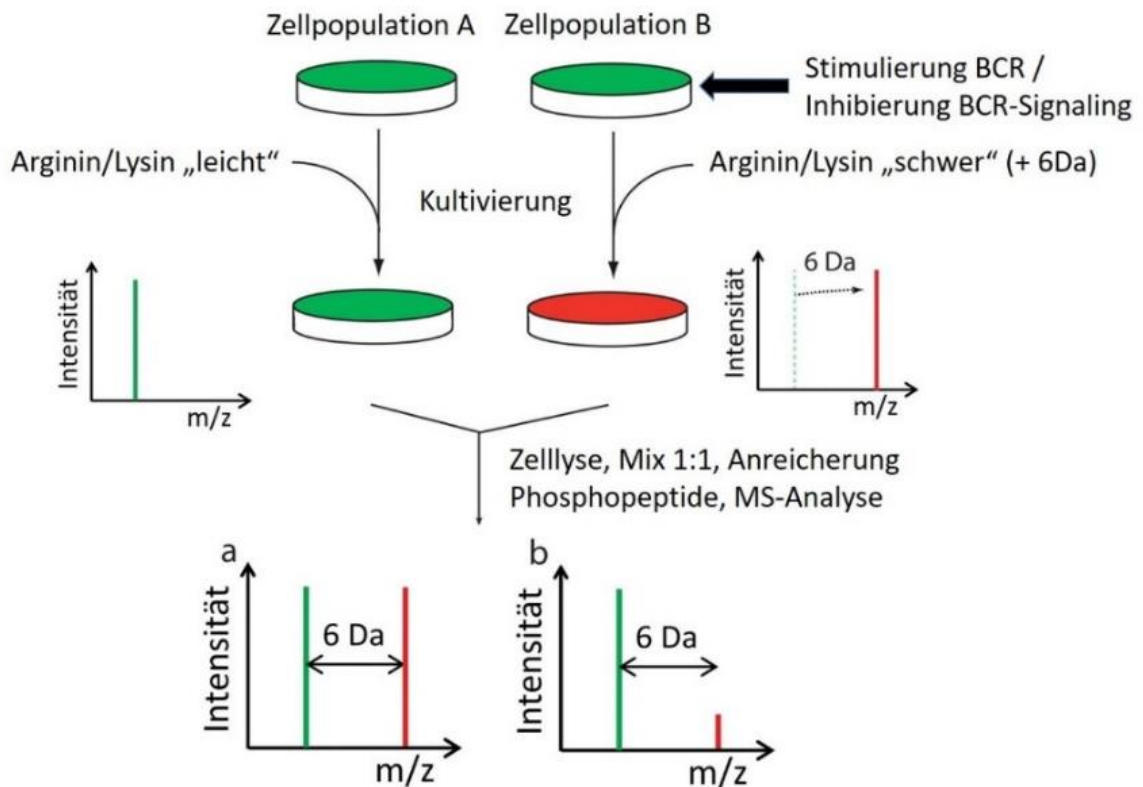 Zellpopulation A
Zellpopulation B
Stimulierung BCR /
Inhibierung BCR-Signaling
Arginin/Lysin „leicht“
Arginin/Lysin „schwer“ (+ 6Da)
Kultivierung
Intensität
m/z
6 Da
Intensität
m/z
Zelllyse, Mix 1:1, Anreicherung
Phosphopeptide, MS-Analyse
a
6 Da
Intensität
m/z
b
6 Da
Intensität
m/z